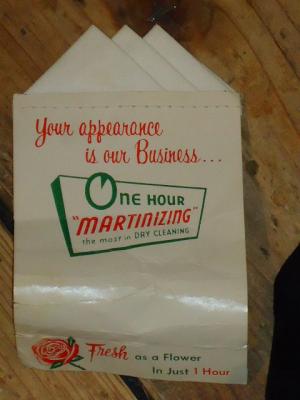 Your appearance
is our Business...
ONE HOUR
"MARTINIZING"
the most in DRY CLEANING
Fresh as a Flower
In Just 1 Hour